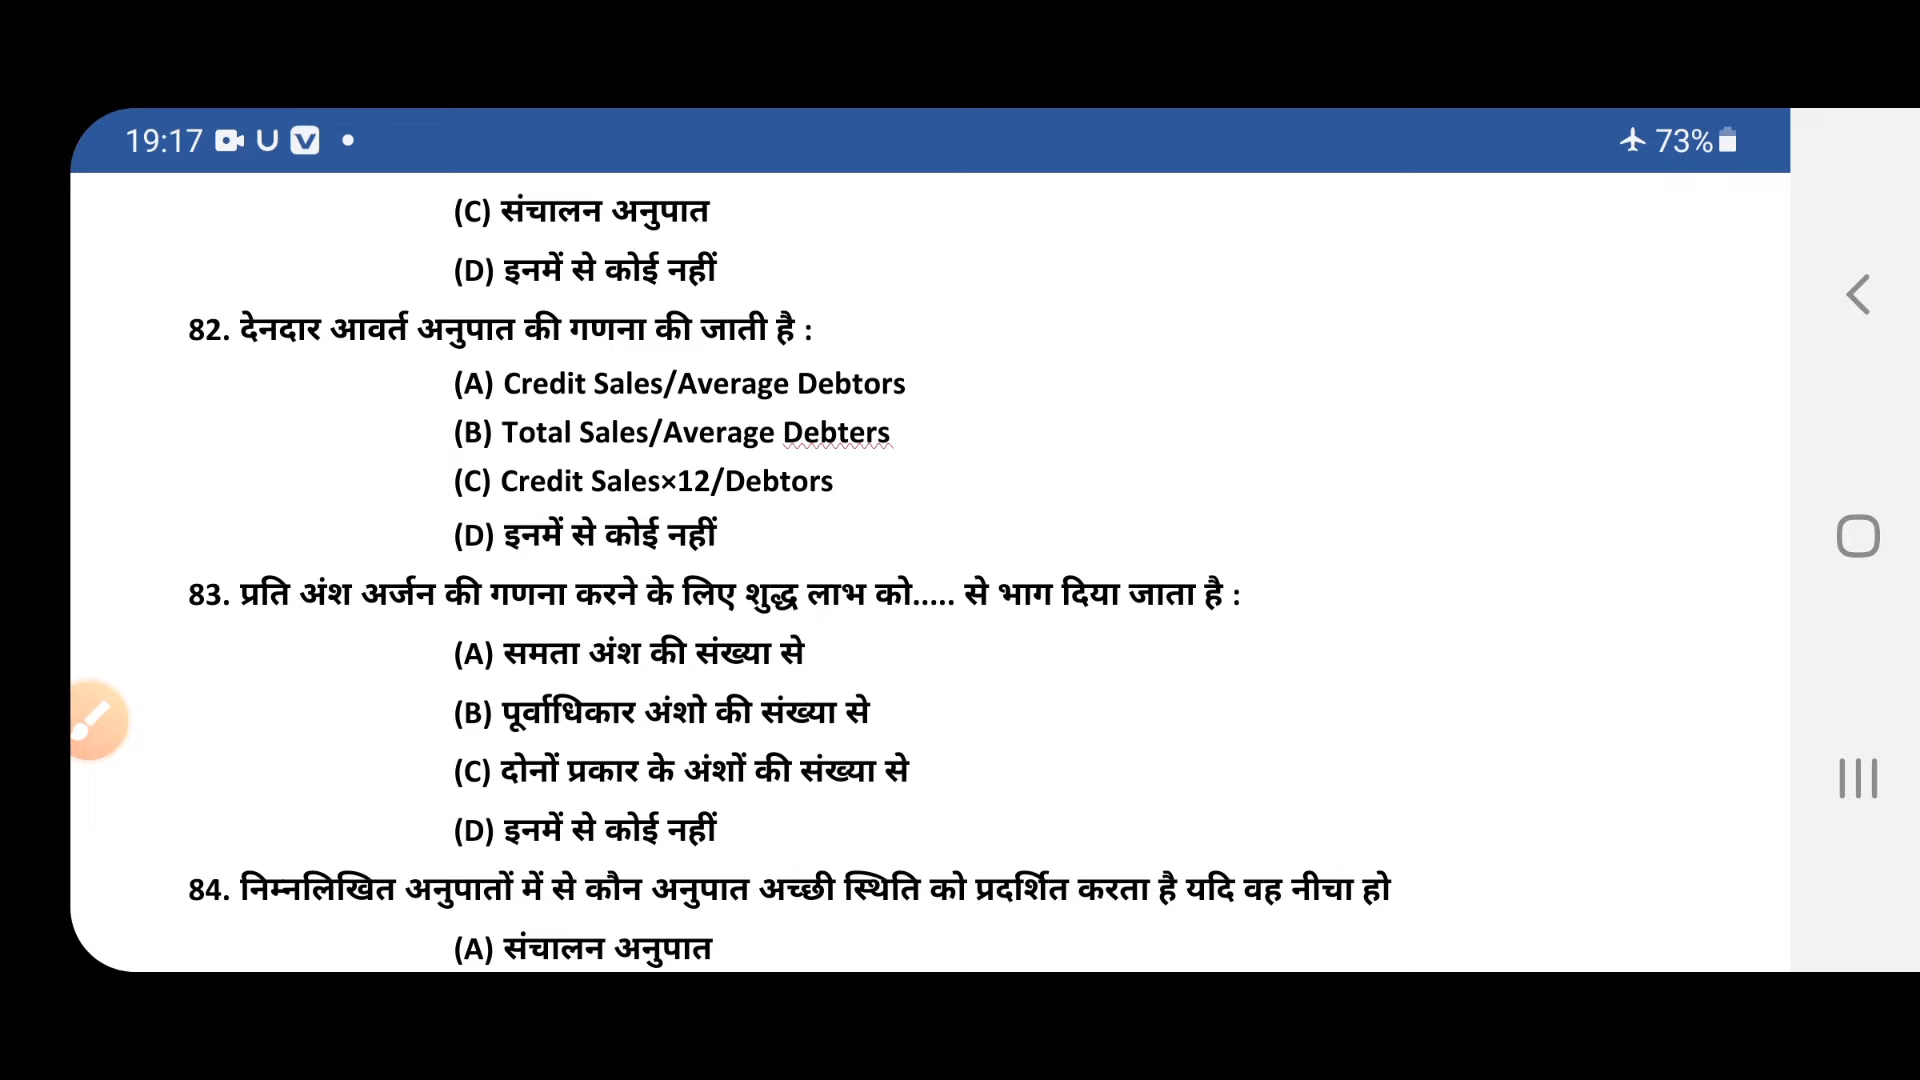 19:17
73%
(C) संचालन अनुपात
(D) इनमें से कोई नहीं
82. देनदार आवर्त अनुपात की गणना की जाती है :
(A) Credit Sales/Average Debtors
(B) Total Sales/Average Debters
(C) Credit Sales×12/Debtors
(D) इनमें से कोई नहीं
83. प्रति अंश अर्जन की गणना करने के लिए शुद्ध लाभ को..... से भाग दिया जाता है :
(A) समता अंश की संख्या से
(B) पूर्वाधिकार अंशो की संख्या से
(C) दोनों प्रकार के अंशों की संख्या से
(D) इनमें से कोई नहीं
84. निम्नलिखित अनुपातों में से कौन अनुपात अच्छी स्थिति को प्रदर्शित करता है यदि वह नीचा हो
(A) संचालन अनुपात